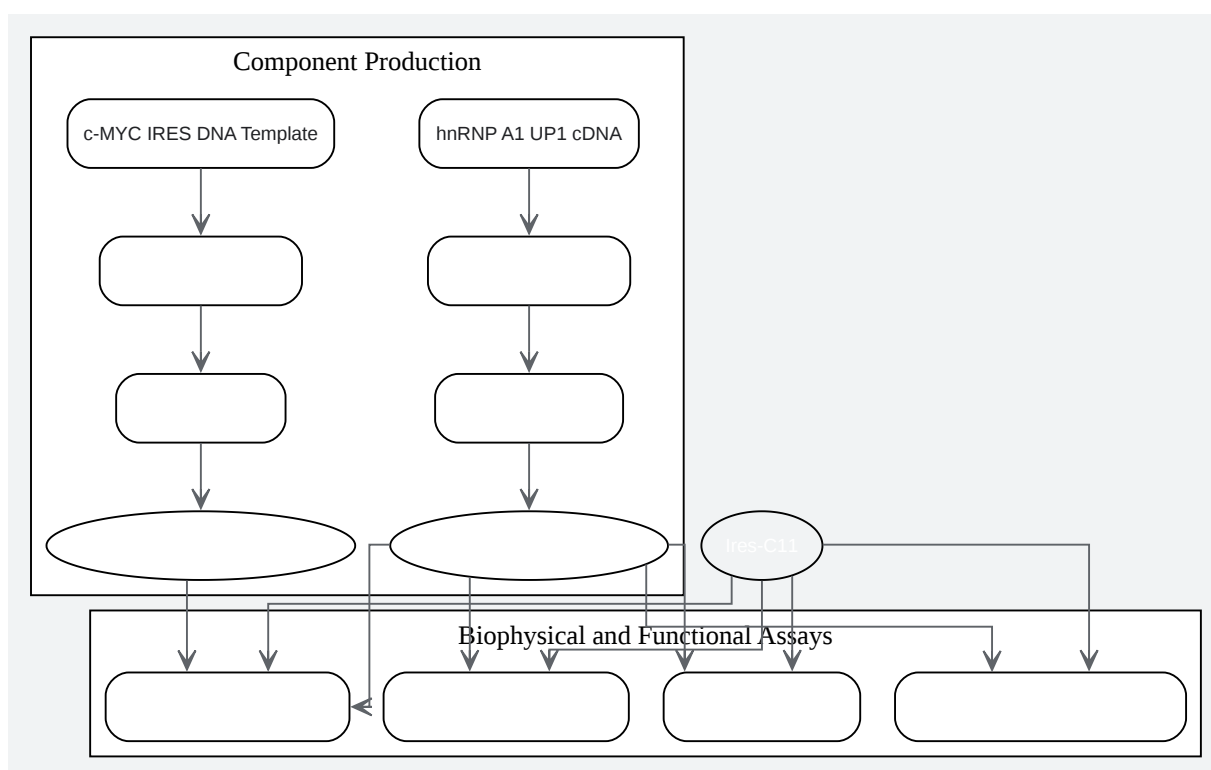 Component Production
c-MYC IRES DNA Template
hnRNP A1 UP1 cDNA
Ires-C11
Biophysical and Functional Assays